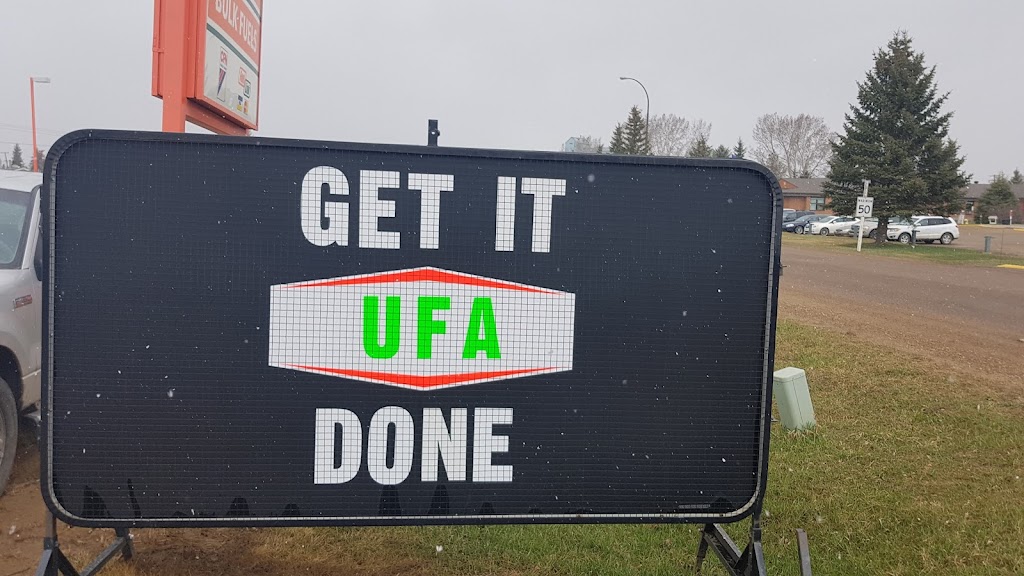 BULK FUELS
GET IT
UFA
DONE
50